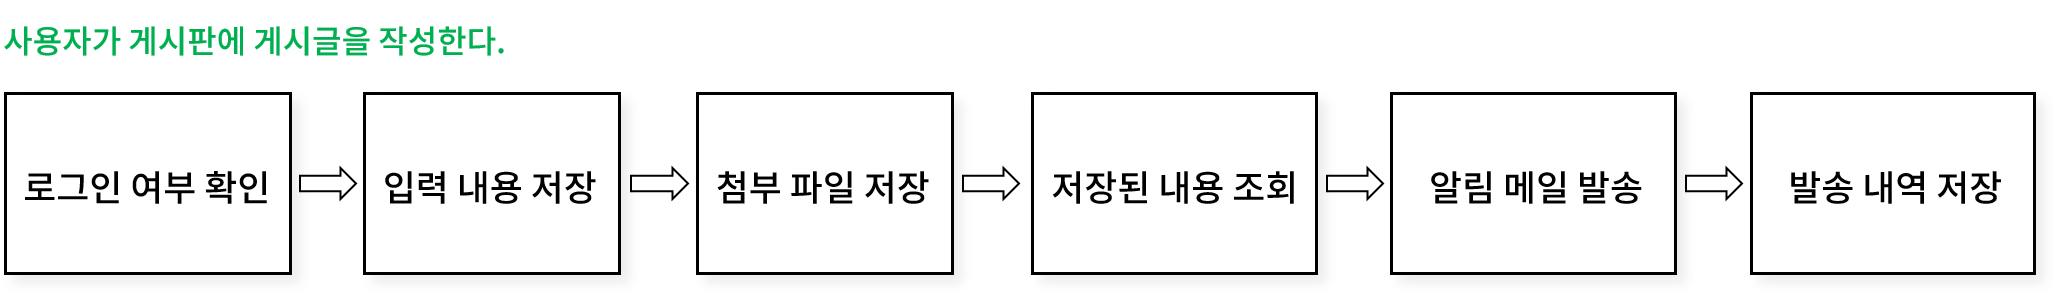 사용자가 게시판에 게시글을 작성한다.
로그인 여부 확인
입력 내용 저장
첨부 파일 저장
저장된 내용 조회
알림 메일 발송
발송 내역 저장